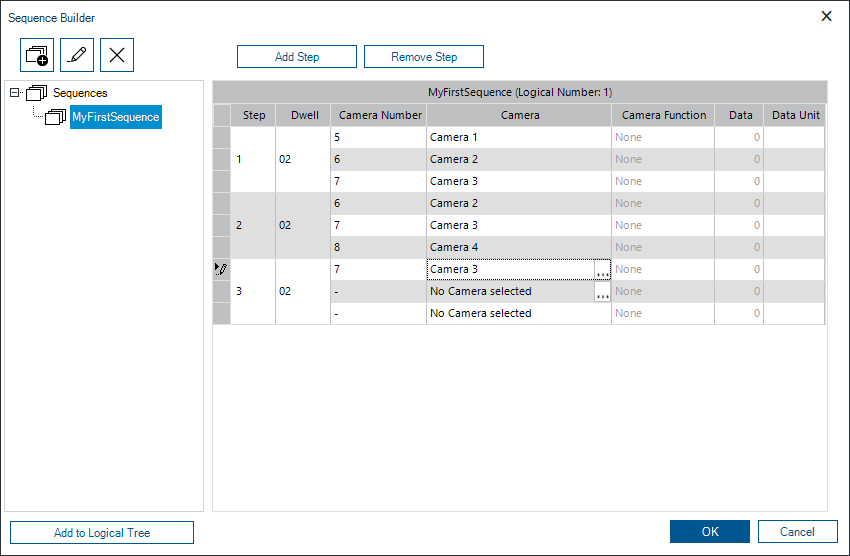 Sequence Builder
Add Step Remove Step
Sequences
MyFirstSequence
MyFirstSequence (Logical Number: 1)
Step Dwell Camera Number Camera Camera Function Data Data Unit
5 Camera 1 None 0
1 02 6 Camera 2 None 0
7 Camera 3 None 0
6 Camera 2 None 0
2 02 7 Camera 3 None 0
8 Camera 4 None 0
7 Camera 3 ... None 0
3 02 - No Camera selected ... None 0
- No Camera selected None 0
Add to Logical Tree
OK Cancel